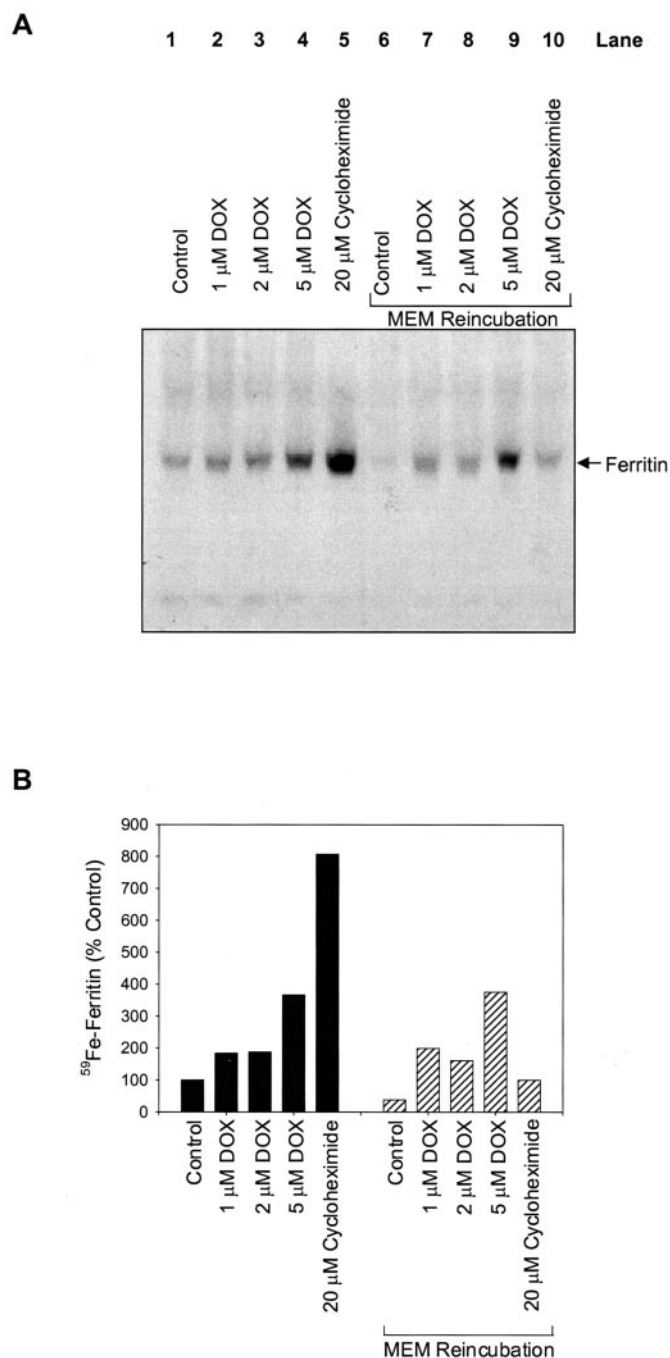 A
1 2 3 4 5 6 7 8 9 10 Lane
Control
1 μM DOX
2 μM DOX
5 μM DOX
20 μM Cycloheximide
Control
1 μM DOX
2 μM DOX
5 μM DOX
20 μM Cycloheximide
MEM Reincubation
← Ferritin
B
⁵⁹Fe-Ferritin (% Control)
900
800
700
600
500
400
300
200
100
0
Control
1 μM DOX
2 μM DOX
5 μM DOX
20 μM Cycloheximide
Control
1 μM DOX
2 μM DOX
5 μM DOX
20 μM Cycloheximide
MEM Reincubation